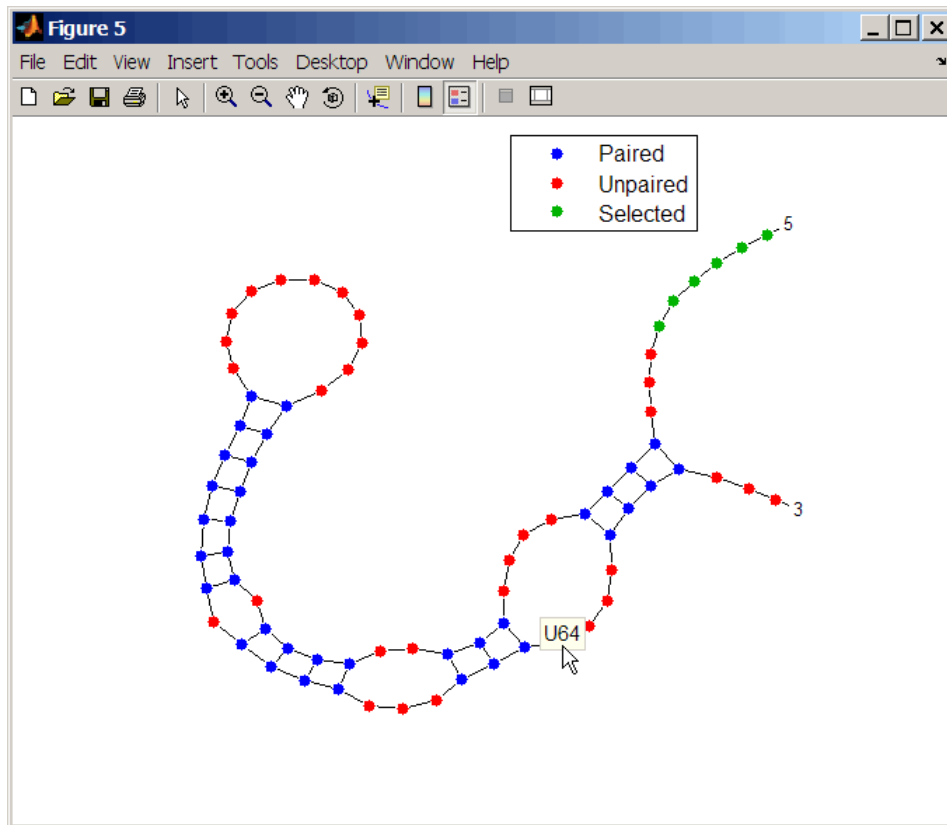 Figure 5
File Edit View Insert Tools Desktop Window Help
Paired
Unpaired
Selected
5
3
U64